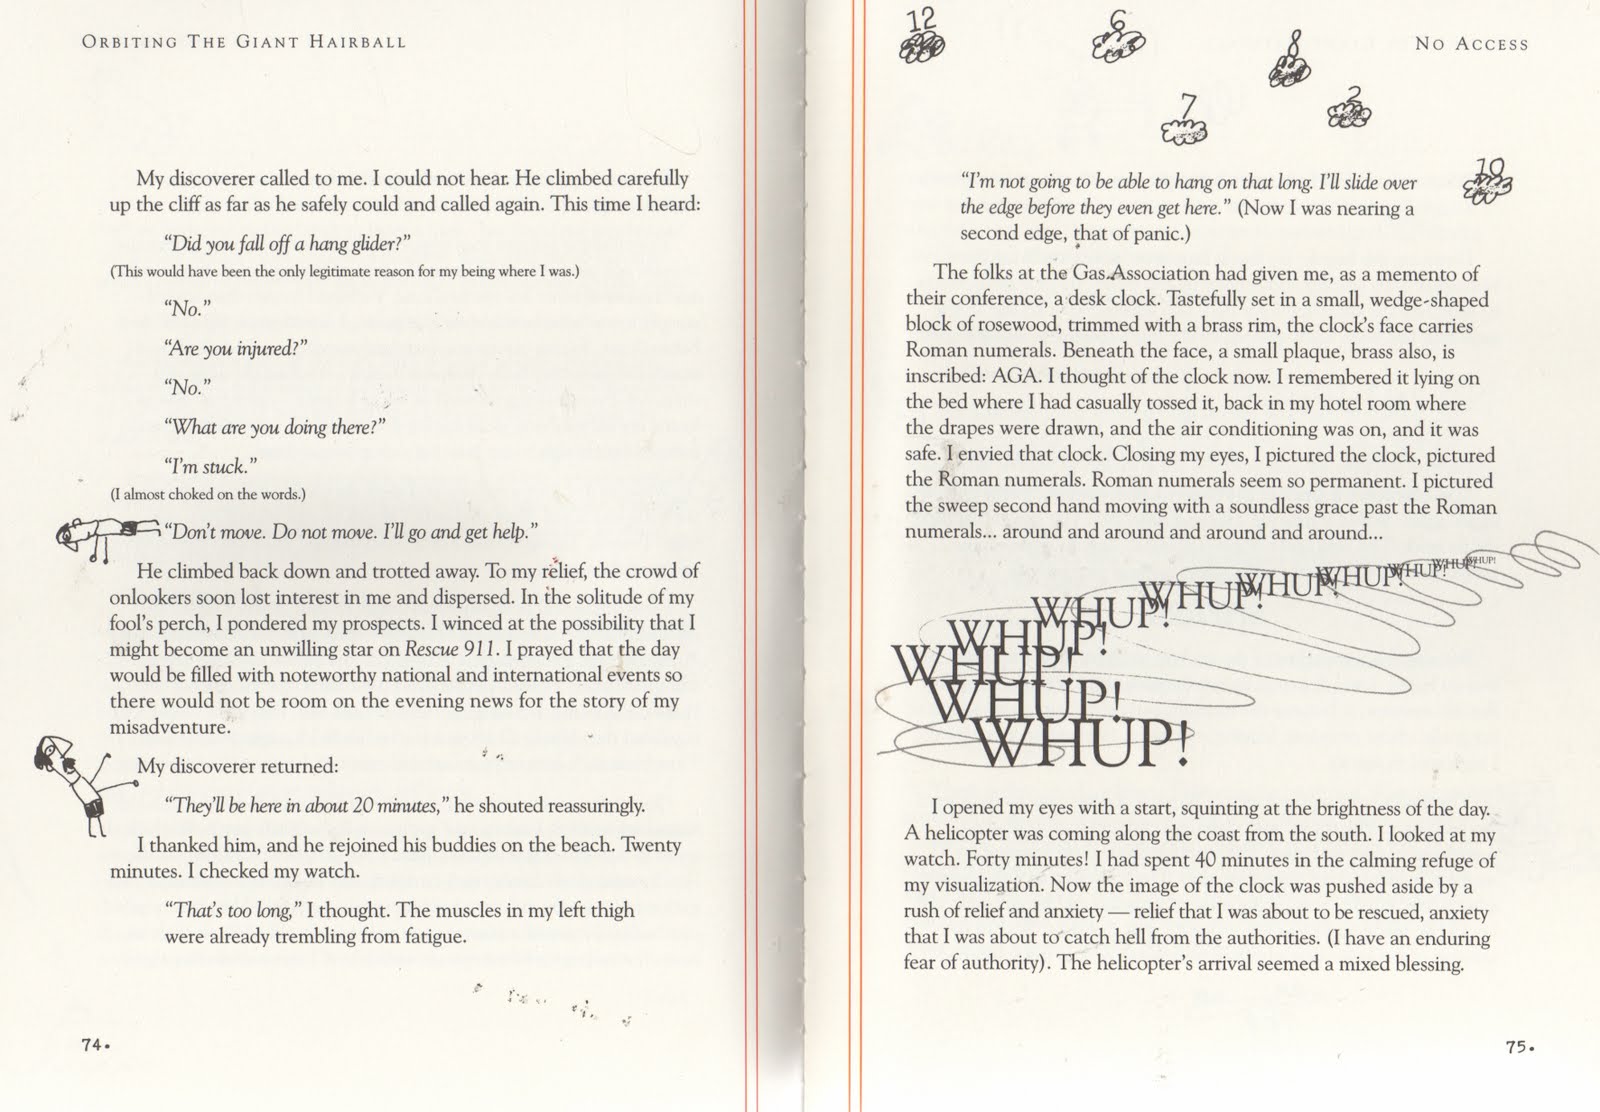 ORBITING THE GIANT HAIRBALL
My discoverer called to me. I could not hear. He climbed carefully
up the cliff as far as he safely could and called again. This time I heard:
“Did you fall off a hang glider?”
(This would have been the only legitimate reason for my being where I was.)
“No.”
“Are you injured?”
“No.”
“What are you doing there?”
“I’m stuck.”
(I almost choked on the words.)
“Don’t move. Do not move. I’ll go and get help.”
He climbed back down and trotted away. To my relief, the crowd of
onlookers soon lost interest in me and dispersed. In the solitude of my
fool’s perch, I pondered my prospects. I winced at the possibility that I
might become an unwilling star on Rescue 911. I prayed that the day
would be filled with noteworthy national and international events so
there would not be room on the evening news for the story of my
misadventure.
My discoverer returned:
“They’ll be here in about 20 minutes,” he shouted reassuringly.
I thanked him, and he rejoined his buddies on the beach. Twenty
minutes. I checked my watch.
“That’s too long,” I thought. The muscles in my left thigh
were already trembling from fatigue.
74•
12
6
8
NO ACCESS
7
2
10
“I’m not going to be able to hang on that long. I’ll slide over
the edge before they even get here.” (Now I was nearing a
second edge, that of panic.)
The folks at the Gas Association had given me, as a memento of
their conference, a desk clock. Tastefully set in a small, wedge-shaped
block of rosewood, trimmed with a brass rim, the clock’s face carries
Roman numerals. Beneath the face, a small plaque, brass also, is
inscribed: AGA. I thought of the clock now. I remembered it lying on
the bed where I had casually tossed it, back in my hotel room where
the drapes were drawn, and the air conditioning was on, and it was
safe. I envied that clock. Closing my eyes, I pictured the clock, pictured
the Roman numerals. Roman numerals seem so permanent. I pictured
the sweep second hand moving with a soundless grace past the Roman
numerals... around and around and around and around...
WHUP!
WHUP!
WHUP!
WHUP!
WHUP!
WHUP!
WHUP!
WHUP!
WHUP!
WHUP!
WHUP!
I opened my eyes with a start, squinting at the brightness of the day.
A helicopter was coming along the coast from the south. I looked at my
watch. Forty minutes! I had spent 40 minutes in the calming refuge of
my visualization. Now the image of the clock was pushed aside by a
rush of relief and anxiety — relief that I was about to be rescued, anxiety
that I was about to catch hell from the authorities. (I have an enduring
fear of authority). The helicopter’s arrival seemed a mixed blessing.
75•